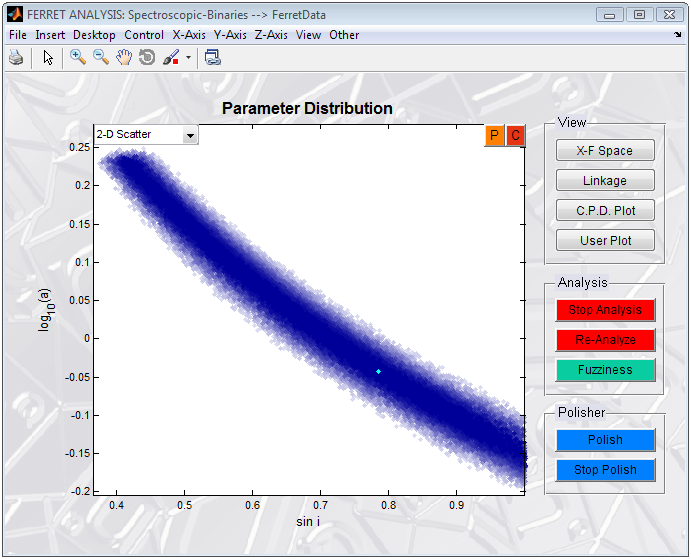 FERRET ANALYSIS: Spectroscopic-Binaries --> FerretData
File Insert Desktop Control X-Axis Y-Axis Z-Axis View Other
Parameter Distribution
2-D Scatter
P C
0.25
0.2
0.15
0.1
0.05
0
-0.05
-0.1
-0.15
-0.2
log10(a)
0.4 0.5 0.6 0.7 0.8 0.9
sin i
View
X-F Space
Linkage
C.P.D. Plot
User Plot
Analysis
Stop Analysis
Re-Analyze
Fuzziness
Polisher
Polish
Stop Polish